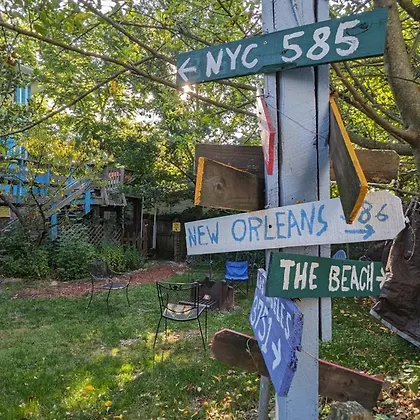 ← NYC 585
NEW ORLEANS 86 →
THE BEACH →